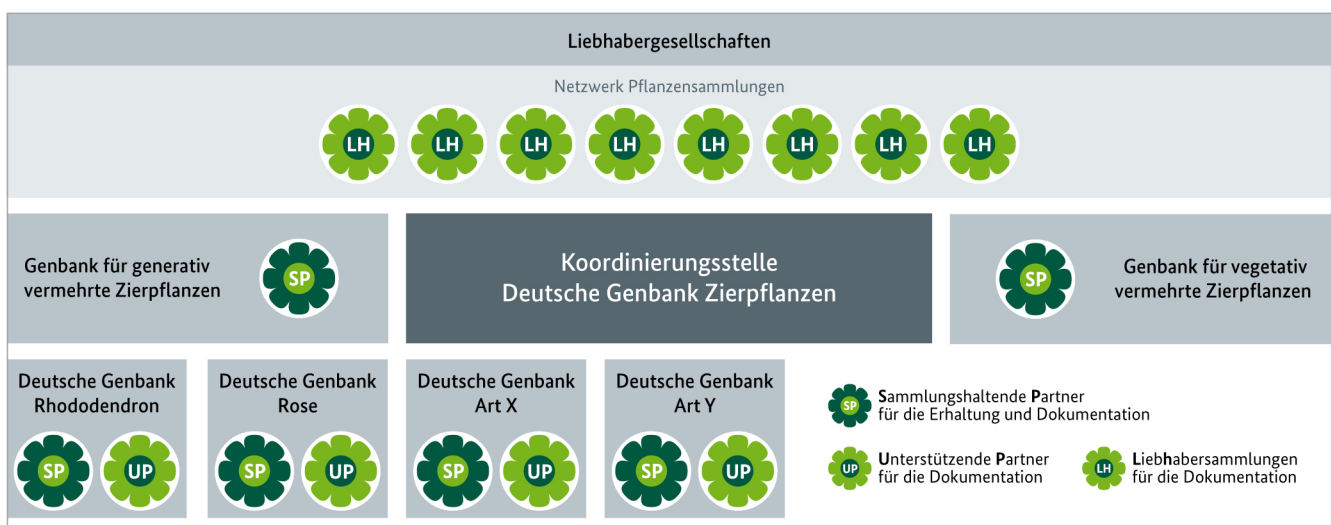 Liebhabergesellschaften
Netzwerk Pflanzensammlungen
LH LH LH LH LH LH LH LH
Genbank für generativ
vermehrte Zierpflanzen
SP
Koordinierungsstelle
Deutsche Genbank Zierpflanzen
SP
Genbank für vegetativ
vermehrte Zierpflanzen
Deutsche Genbank
Rhododendron
SP UP
Deutsche Genbank
Rose
SP UP
Deutsche Genbank
Art X
SP UP
Deutsche Genbank
Art Y
SP UP
SP Sammlungshaltende Partner
für die Erhaltung und Dokumentation
UP Unterstützende Partner
für die Dokumentation
LH Liebhabersammlungen
für die Dokumentation